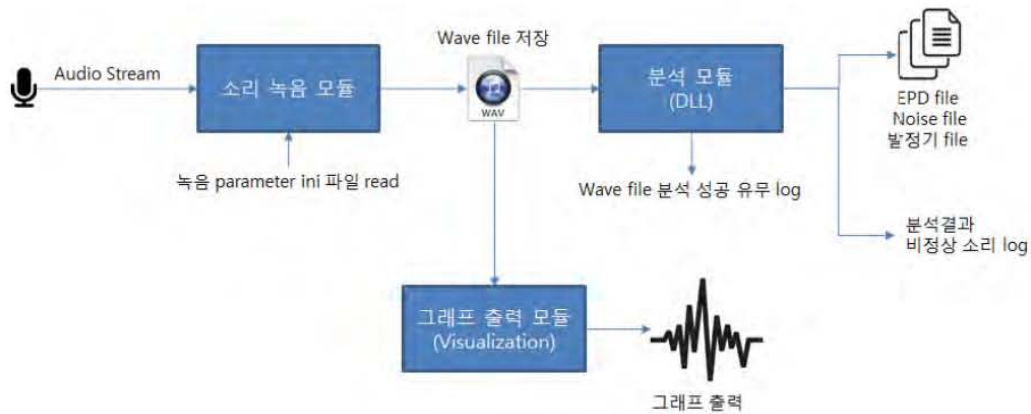 Audio Stream
소리 녹음 모듈
녹음 parameter ini 파일 read
Wave file 저장
WAV
분석 모듈
(DLL)
Wave file 분석 성공 유무 log
EPD file
Noise file
발정기 file
분석결과
비정상 소리 log
그래프 출력 모듈
(Visualization)
그래프 출력